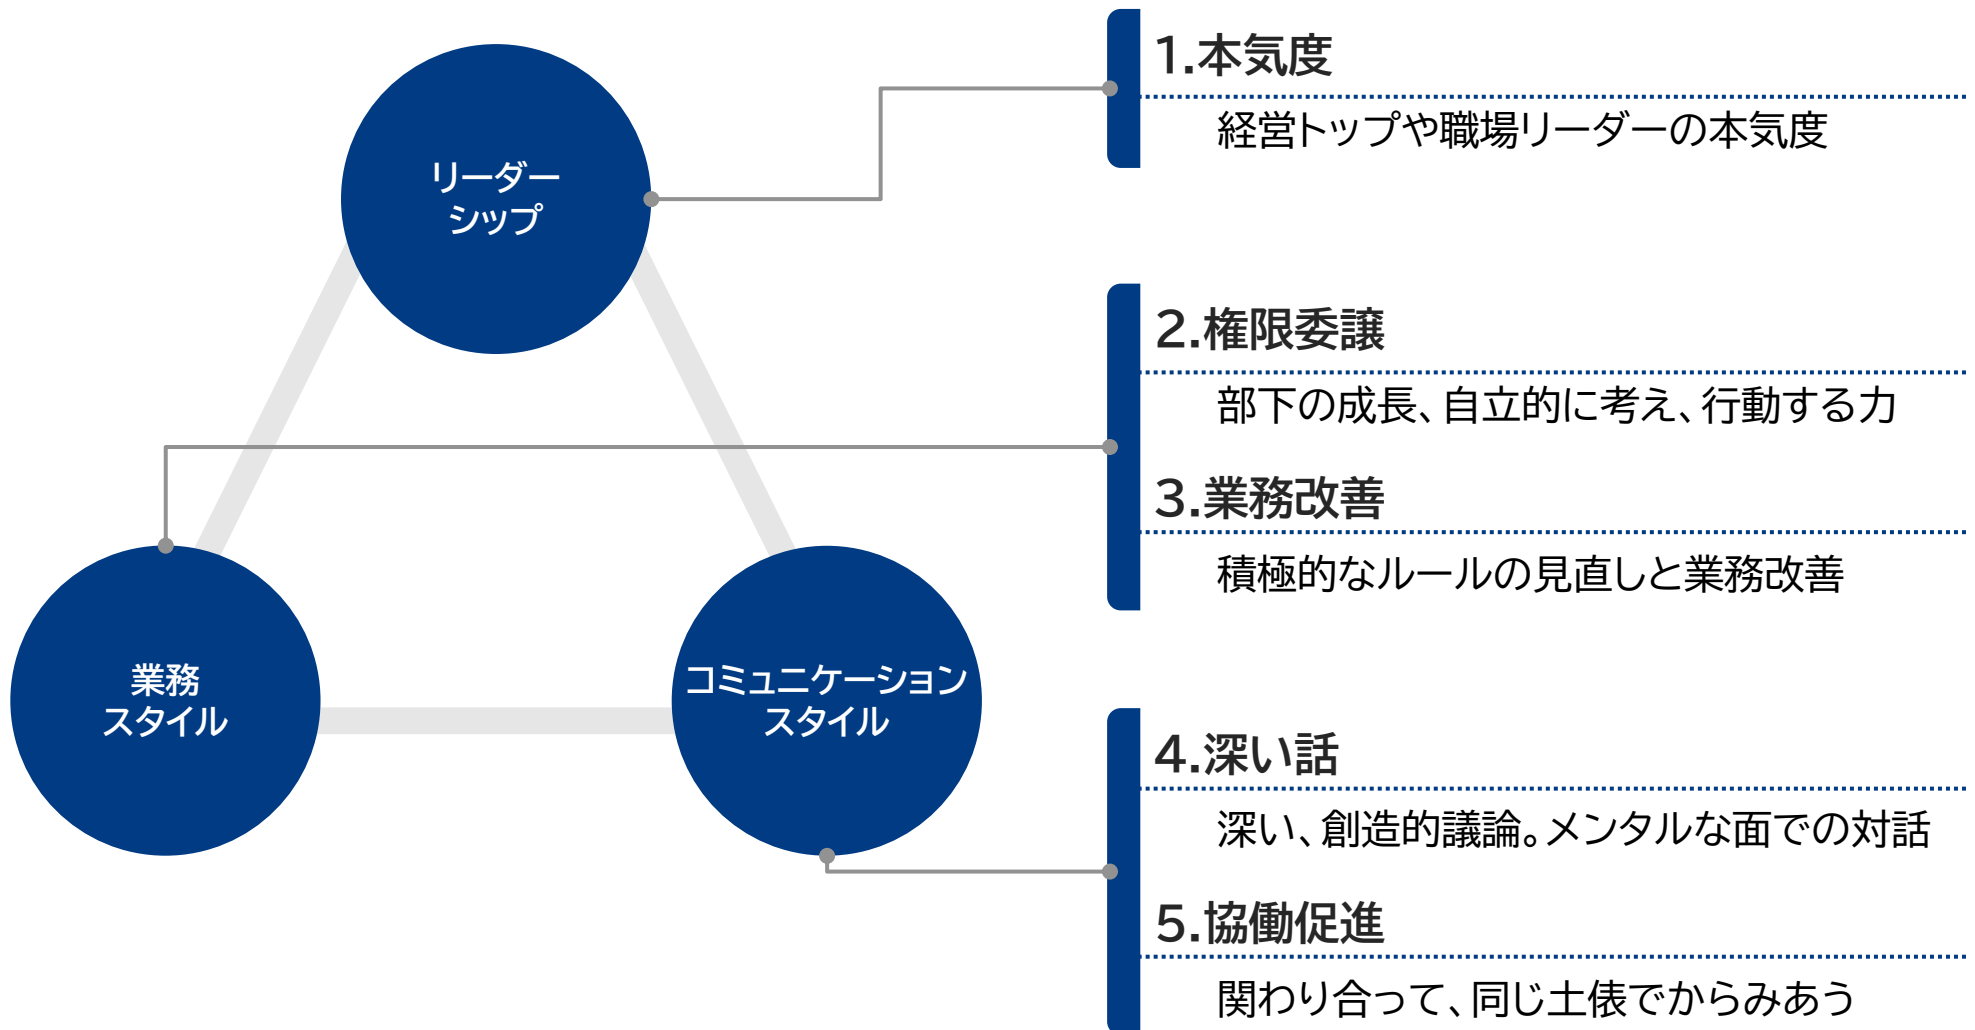 リーダー
シップ
業務
スタイル
コミュニケーション
スタイル
1.本気度
経営トップや職場リーダーの本気度
2.権限委譲
部下の成長、自立的に考え、行動する力
3.業務改善
積極的なルールの見直しと業務改善
4.深い話
深い、創造的議論。メンタルな面での対話
5.協働促進
関わり合って、同じ土俵でからみあう